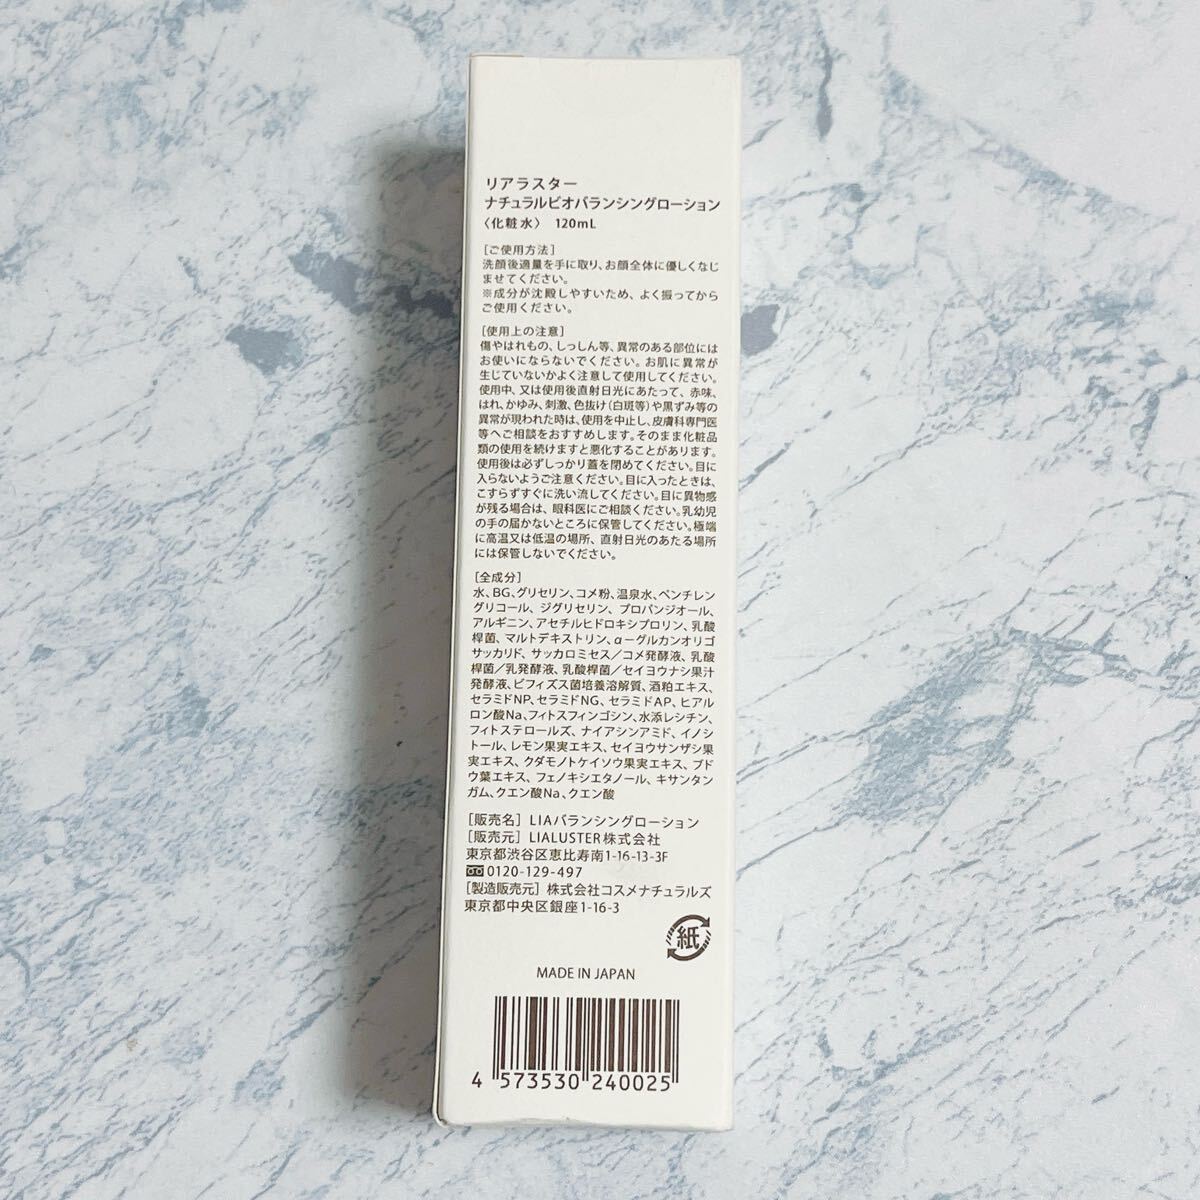 リアラスター
ナチュラルビオバランシングローション
〈化粧水〉 120mL
[ご使用方法]
洗顔後適量を手に取り、お顔全体に優しくなじ
ませてください。
※成分が沈殿しやすいため、よく振ってから
ご使用ください。
[使用上の注意]
傷やはれもの、しっしん等、異常のある部位には
お使いにならないでください。お肌に異常が
生じていないかよく注意して使用してください。
使用中、又は使用後直射日光にあたって、赤味、
はれ、かゆみ、刺激、色抜け(白斑等)や黒ずみ等の
異常が現われた時は、使用を中止し、皮膚科専門医
等へご相談をおすすめします。そのまま化粧品
類の使用を続けますと悪化することがあります。
使用後は必ずしっかり蓋を閉めてください。目に
入らないようご注意ください。目に入ったときは、
こすらずすぐに洗い流してください。目に異物感
が残る場合は、眼科医にご相談ください。乳幼児
の手の届かないところに保管してください。極端
に高温又は低温の場所、直射日光のあたる場所
には保管しないでください。
[全成分]
水、BG、グリセリン、コメ粉、温泉水、ペンチレン
グリコール、ジグリセリン、プロパンジオール、
アルギニン、アセチルヒドロキシプロリン、乳酸
桿菌、マルトデキストリン、α－グルカンオリゴ
サッカリド、サッカロミセス／コメ発酵液、乳酸
桿菌／乳発酵液、乳酸桿菌／セイヨウナシ果汁
発酵液、ビフィズス菌培養溶解質、酒粕エキス、
セラミドNP、セラミドNG、セラミドAP、ヒアル
ロン酸Na、フィトスフィンゴシン、水添レシチン、
フィトステロールズ、ナイアシンアミド、イノシ
トール、レモン果実エキス、セイヨウサンザシ果
実エキス、クダモノトケイソウ果実エキス、ブド
ウ葉エキス、フェノキシエタノール、キサンタン
ガム、クエン酸Na、クエン酸
[販売名] LIAバランシングローション
[販売元] LIALUSTER株式会社
東京都渋谷区恵比寿南1-16-13-3F
0120-129-497
[製造販売元] 株式会社コスメナチュラルズ
東京都中央区銀座1-16-3
紙
MADE IN JAPAN
4 573530 240025